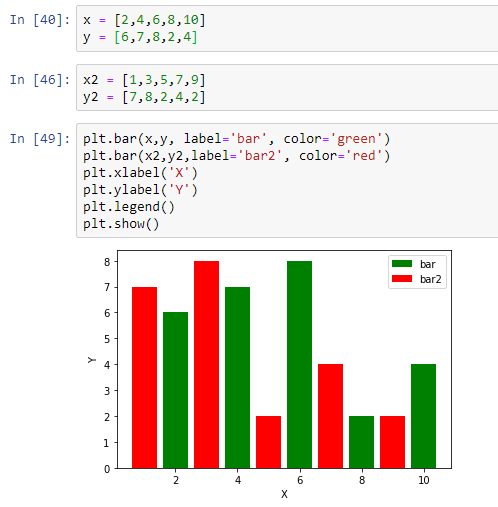 In [40]: x = [2,4,6,8,10]
y = [6,7,8,2,4]
In [46]: x2 = [1,3,5,7,9]
y2 = [7,8,2,4,2]
In [49]: plt.bar(x,y, label='bar', color='green')
plt.bar(x2,y2,label='bar2', color='red')
plt.xlabel('X')
plt.ylabel('Y')
plt.legend()
plt.show()
bar
bar2
8
7
6
5
4
3
2
1
0
Y
2 4 6 8 10
X